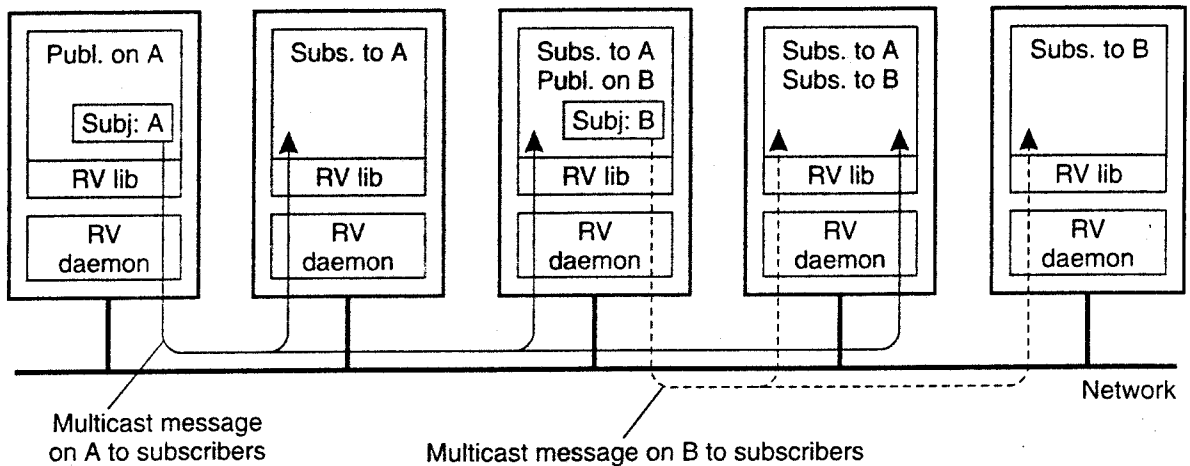 Publ. on A
Subj: A
RV lib
RV
daemon
Subs. to A
RV lib
RV
daemon
Subs. to A
Publ. on B
Subj: B
RV lib
RV
daemon
Subs. to A
Subs. to B
RV lib
RV
daemon
Subs. to B
RV lib
RV
daemon
Network
Multicast message
on A to subscribers
Multicast message on B to subscribers